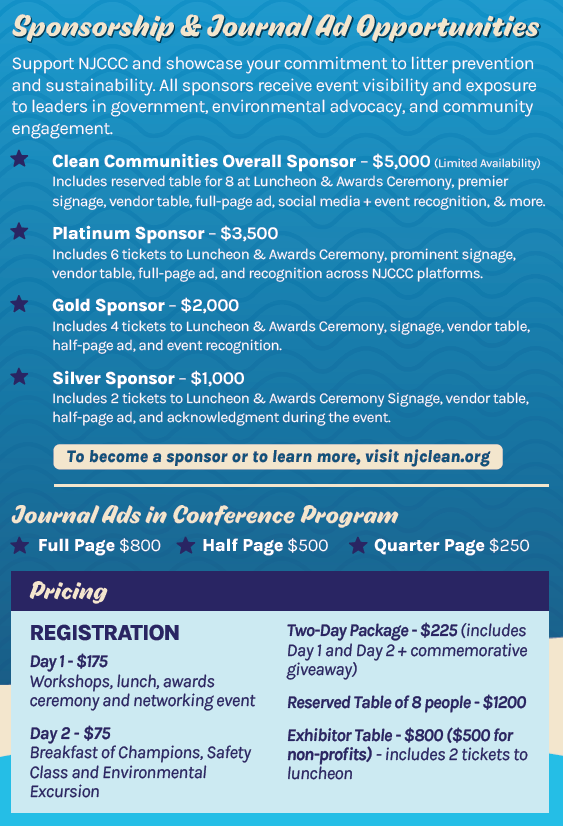 Sponsorship & Journal Ad Opportunities
Support NJCCC and showcase your commitment to litter prevention
and sustainability. All sponsors receive event visibility and exposure
to leaders in government, environmental advocacy, and community
engagement.
Clean Communities Overall Sponsor – $5,000 (Limited Availability)
Includes reserved table for 8 at Luncheon & Awards Ceremony, premier
signage, vendor table, full-page ad, social media + event recognition, & more.
Platinum Sponsor – $3,500
Includes 6 tickets to Luncheon & Awards Ceremony, prominent signage,
vendor table, full-page ad, and recognition across NJCCC platforms.
Gold Sponsor – $2,000
Includes 4 tickets to Luncheon & Awards Ceremony, signage, vendor table,
half-page ad, and event recognition.
Silver Sponsor – $1,000
Includes 2 tickets to Luncheon & Awards Ceremony Signage, vendor table,
half-page ad, and acknowledgment during the event.
To become a sponsor or to learn more, visit njclean.org
Journal Ads in Conference Program
Full Page $800 Half Page $500 Quarter Page $250
Pricing
REGISTRATION
Day 1 - $175
Workshops, lunch, awards
ceremony and networking event
Day 2 - $75
Breakfast of Champions, Safety
Class and Environmental
Excursion
Two-Day Package - $225 (includes
Day 1 and Day 2 + commemorative
giveaway)
Reserved Table of 8 people - $1200
Exhibitor Table - $800 ($500 for
non-profits) - includes 2 tickets to
luncheon